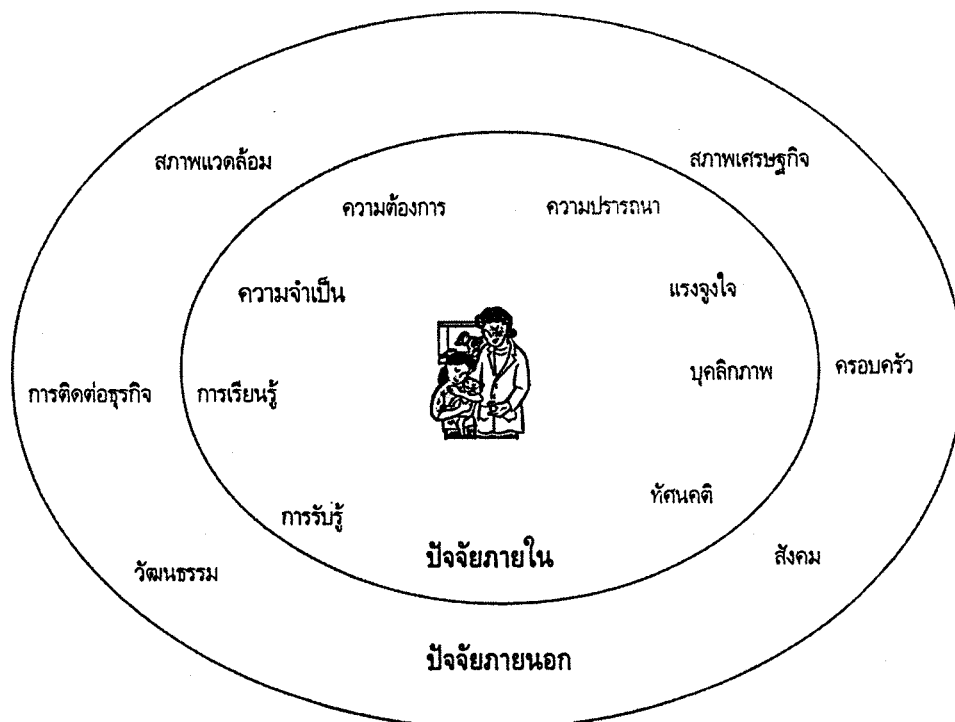 สภาพแวดล้อม
สภาพเศรษฐกิจ
ความต้องการ
ความปรารถนา
ความจำเป็น
แรงจูงใจ
การติดต่อธุรกิจ
การเรียนรู้
บุคลิกภาพ
ครอบครัว
การรับรู้
ทัศนคติ
วัฒนธรรม
ปัจจัยภายใน
สังคม
ปัจจัยภายนอก